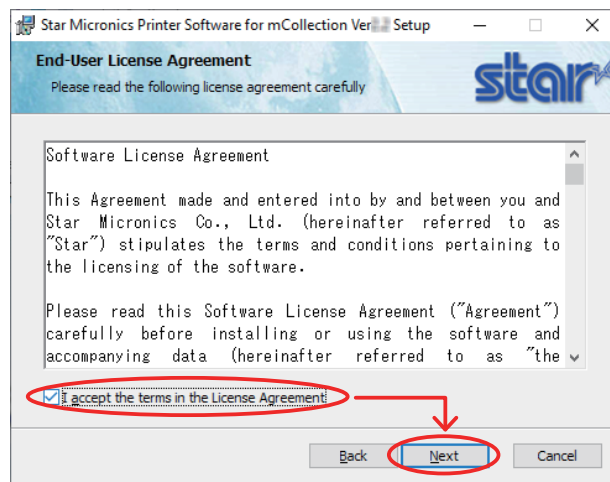 Star Micronics Printer Software for mCollection Ver Setup
End-User License Agreement
Please read the following license agreement carefully
star
Software License Agreement
This Agreement made and entered into by and between you and
Star Micronics Co., Ltd. (hereinafter referred to as
"Star") stipulates the terms and conditions pertaining to
the licensing of the software.
Please read this Software License Agreement ("Agreement")
carefully before installing or using the software and
accompanying data (hereinafter referred to as "the
I accept the terms in the License Agreement
Back Next Cancel